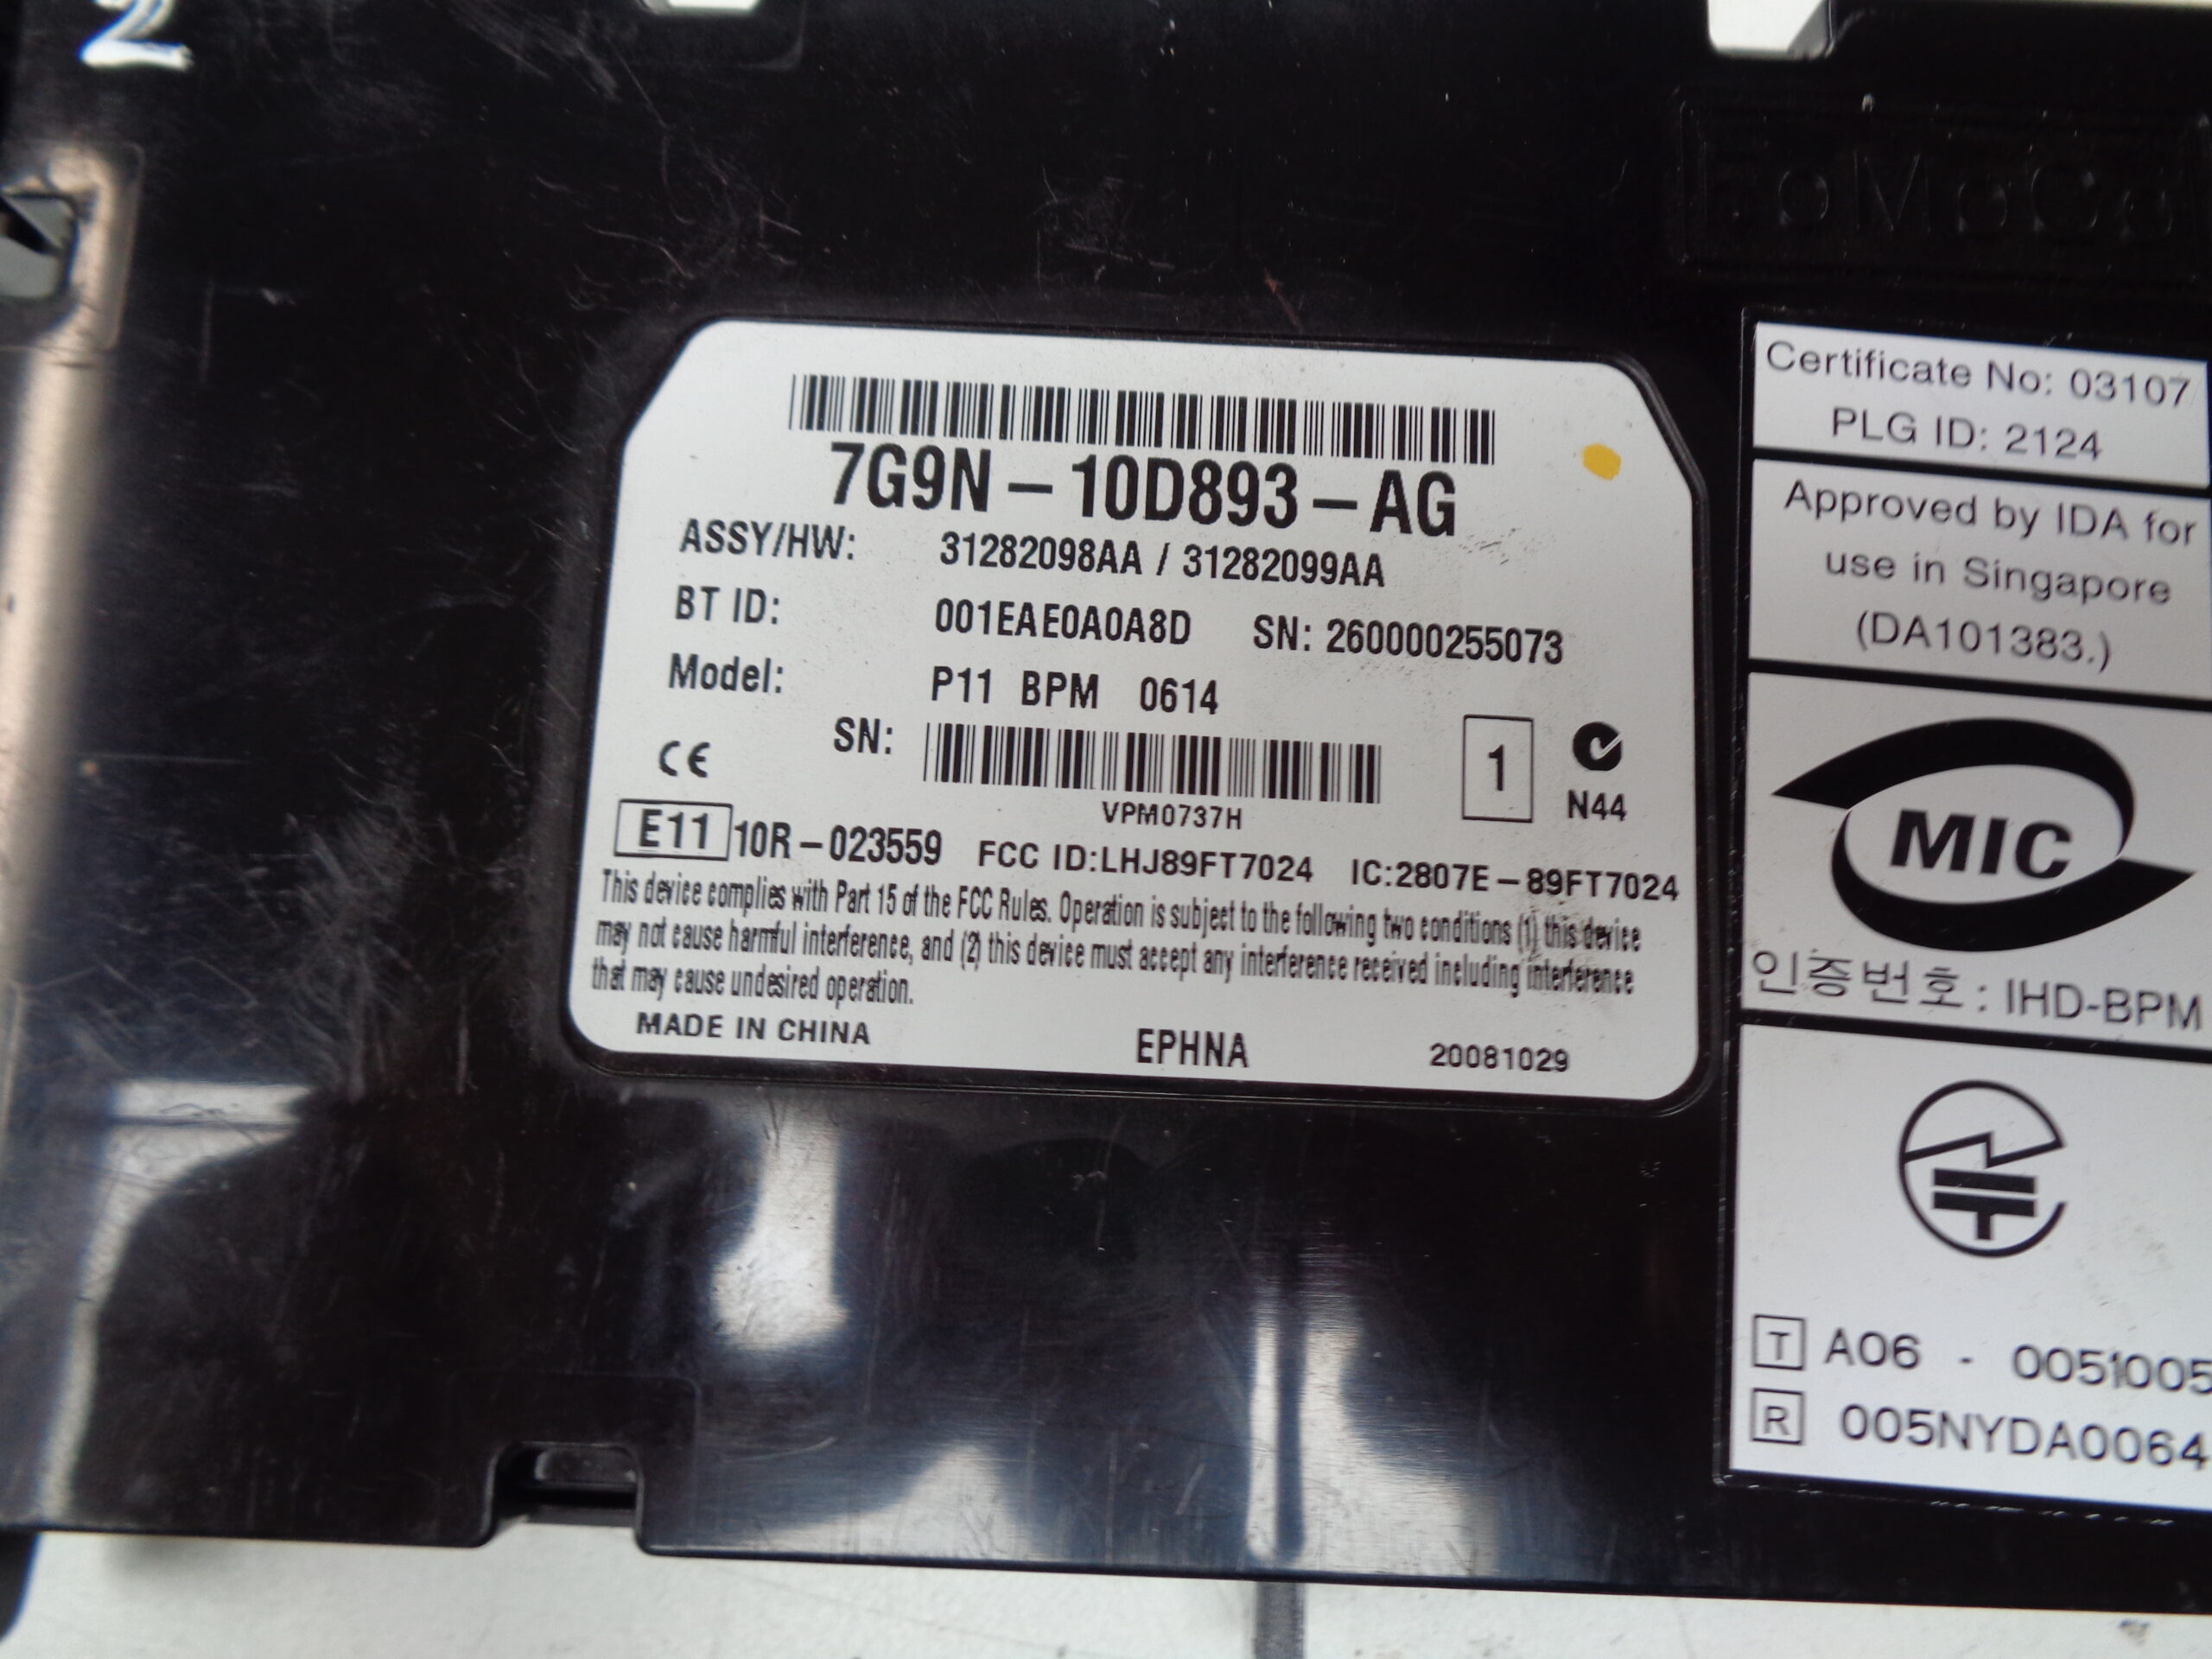 2
FoMoCo
7G9N – 10D893 – AG
ASSY/HW: 31282098AA / 31282099AA
BT ID: 001EAE0A0A8D SN: 260000255073
Model: P11 BPM 0614
SN:
1
N44
CE
VPM0737H
E11 10R – 023559 FCC ID:LHJ89FT7024 IC:2807E – 89FT7024
This device complies with Part 15 of the FCC Rules. Operation is subject to the following two conditions (1) this device
may not cause harmful interference, and (2) this device must accept any interference received including interference
that may cause undesired operation.
MADE IN CHINA EPHNA 20081029
Certificate No: 03107
PLG ID: 2124
Approved by IDA for
use in Singapore
(DA101383.)
MIC
인증번호 : IHD-BPM
T A06 - 0051005
R 005NYDA0064